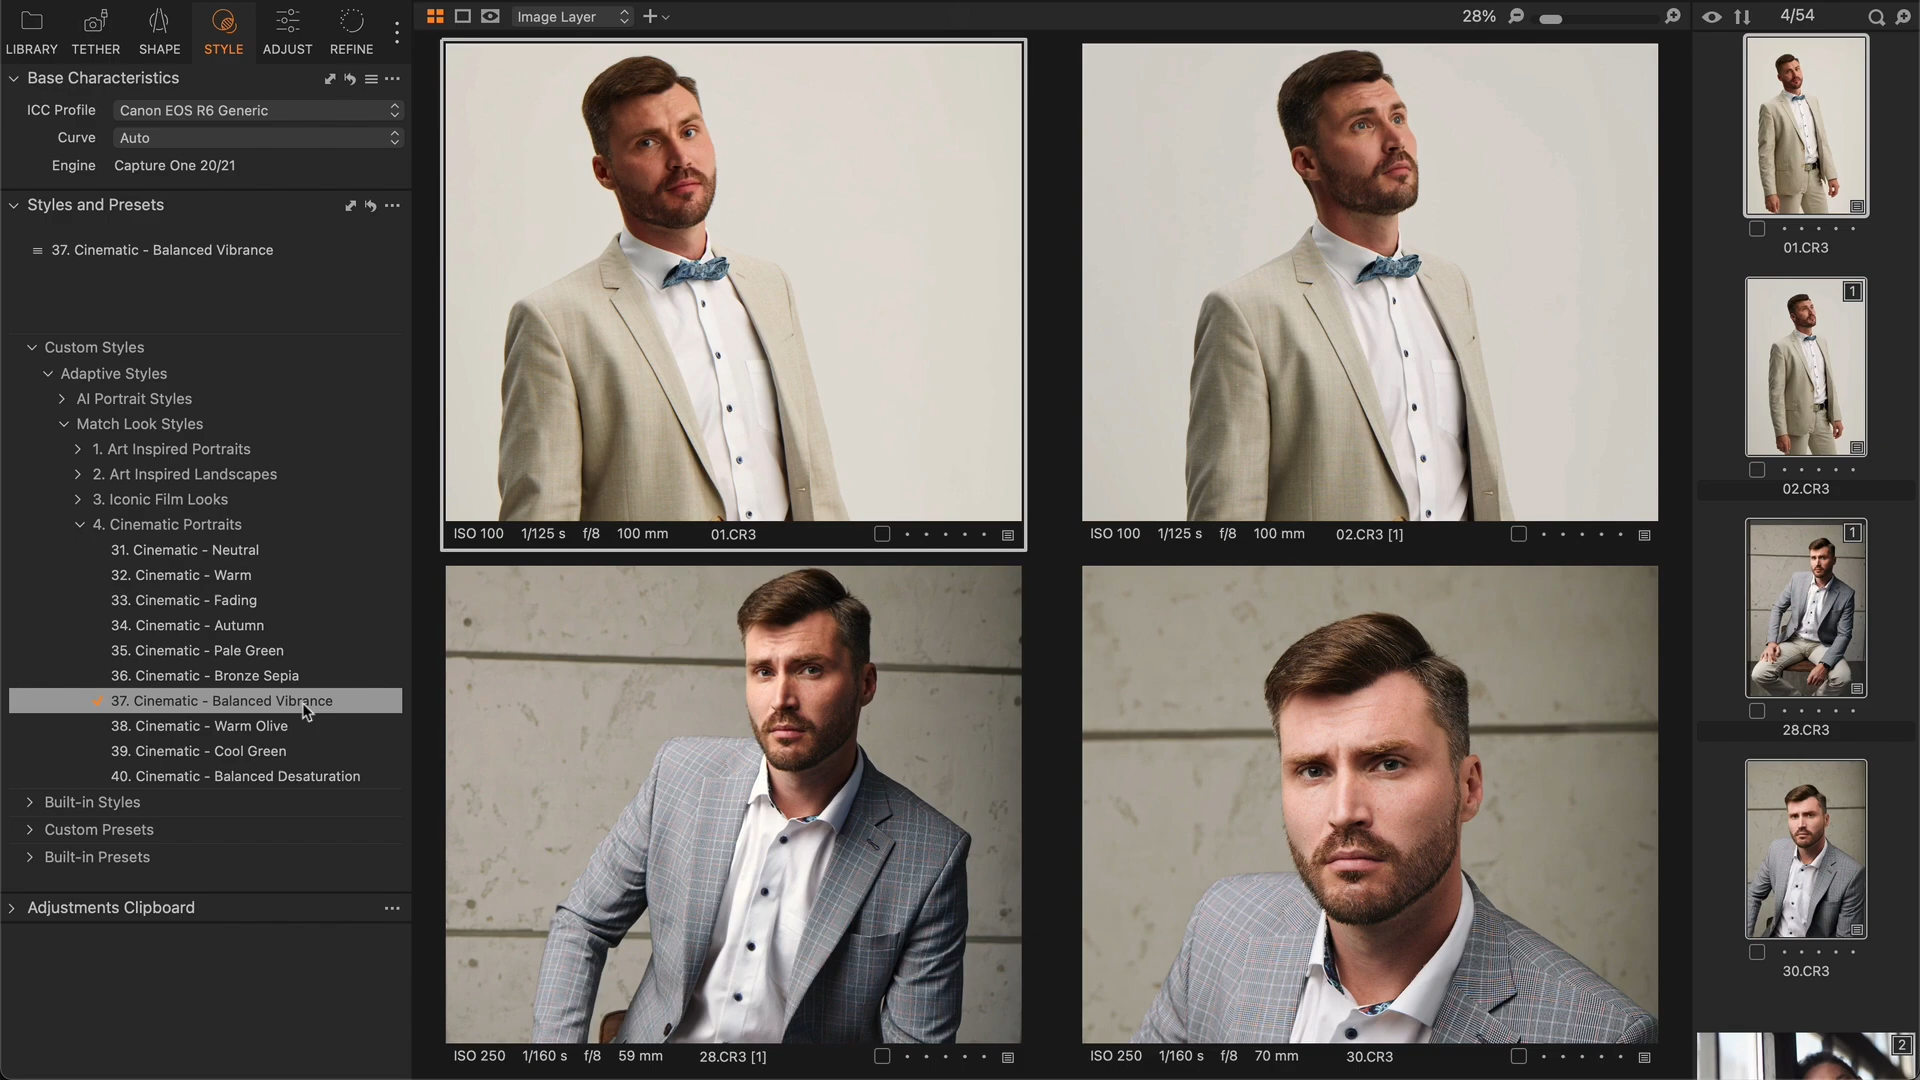 LIBRARY TETHER SHAPE STYLE ADJUST REFINE
Image Layer
28%
4/54
Base Characteristics
ICC Profile Canon EOS R6 Generic
Curve Auto
Engine Capture One 20/21
Styles and Presets
37. Cinematic - Balanced Vibrance
Custom Styles
Adaptive Styles
AI Portrait Styles
Match Look Styles
1. Art Inspired Portraits
2. Art Inspired Landscapes
3. Iconic Film Looks
4. Cinematic Portraits
31. Cinematic - Neutral
32. Cinematic - Warm
33. Cinematic - Fading
34. Cinematic - Autumn
35. Cinematic - Pale Green
36. Cinematic - Bronze Sepia
37. Cinematic - Balanced Vibrance
38. Cinematic - Warm Olive
39. Cinematic - Cool Green
40. Cinematic - Balanced Desaturation
Built-in Styles
Custom Presets
Built-in Presets
Adjustments Clipboard
ISO 100 1/125 s f/8 100 mm 01.CR3
ISO 100 1/125 s f/8 100 mm 02.CR3 [1]
ISO 250 1/160 s f/8 59 mm 28.CR3 [1]
ISO 250 1/160 s f/8 70 mm 30.CR3
01.CR3
1
02.CR3
1
28.CR3
30.CR3
2